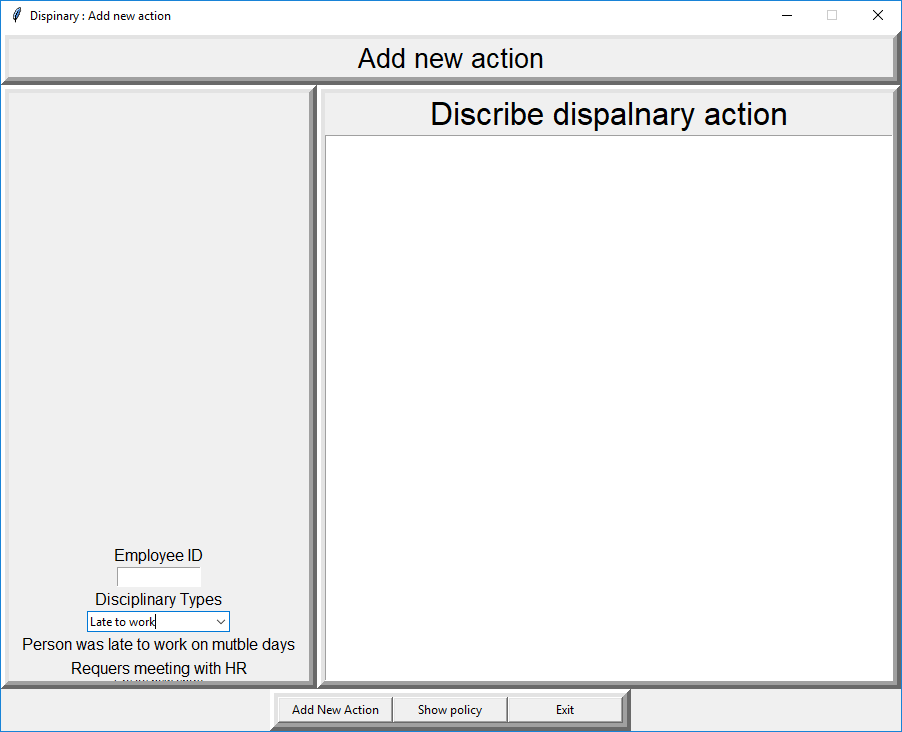 Dispinary : Add new action
Add new action
Discribe dispalnary action
Employee ID
Disciplinary Types
Late to work
Person was late to work on mutble days
Requers meeting with HR
Add New Action
Show policy
Exit